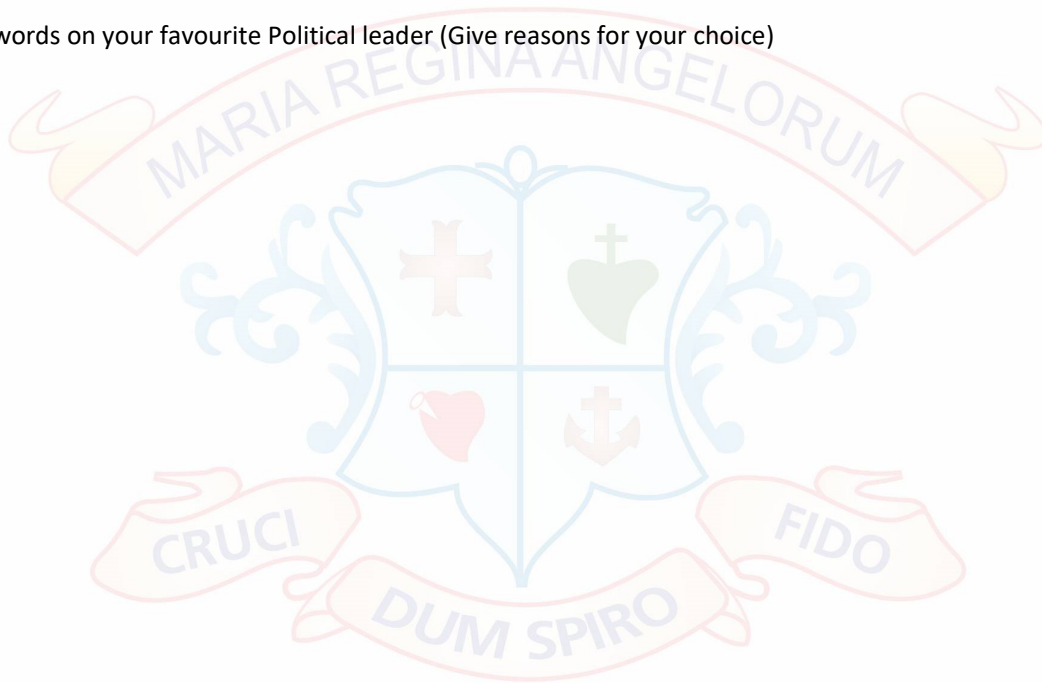 words on your favourite Political leader (Give reasons for your choice)
MARIA REGINA ANGELORUM
CRUCI
FIDO
DUM SPIRO